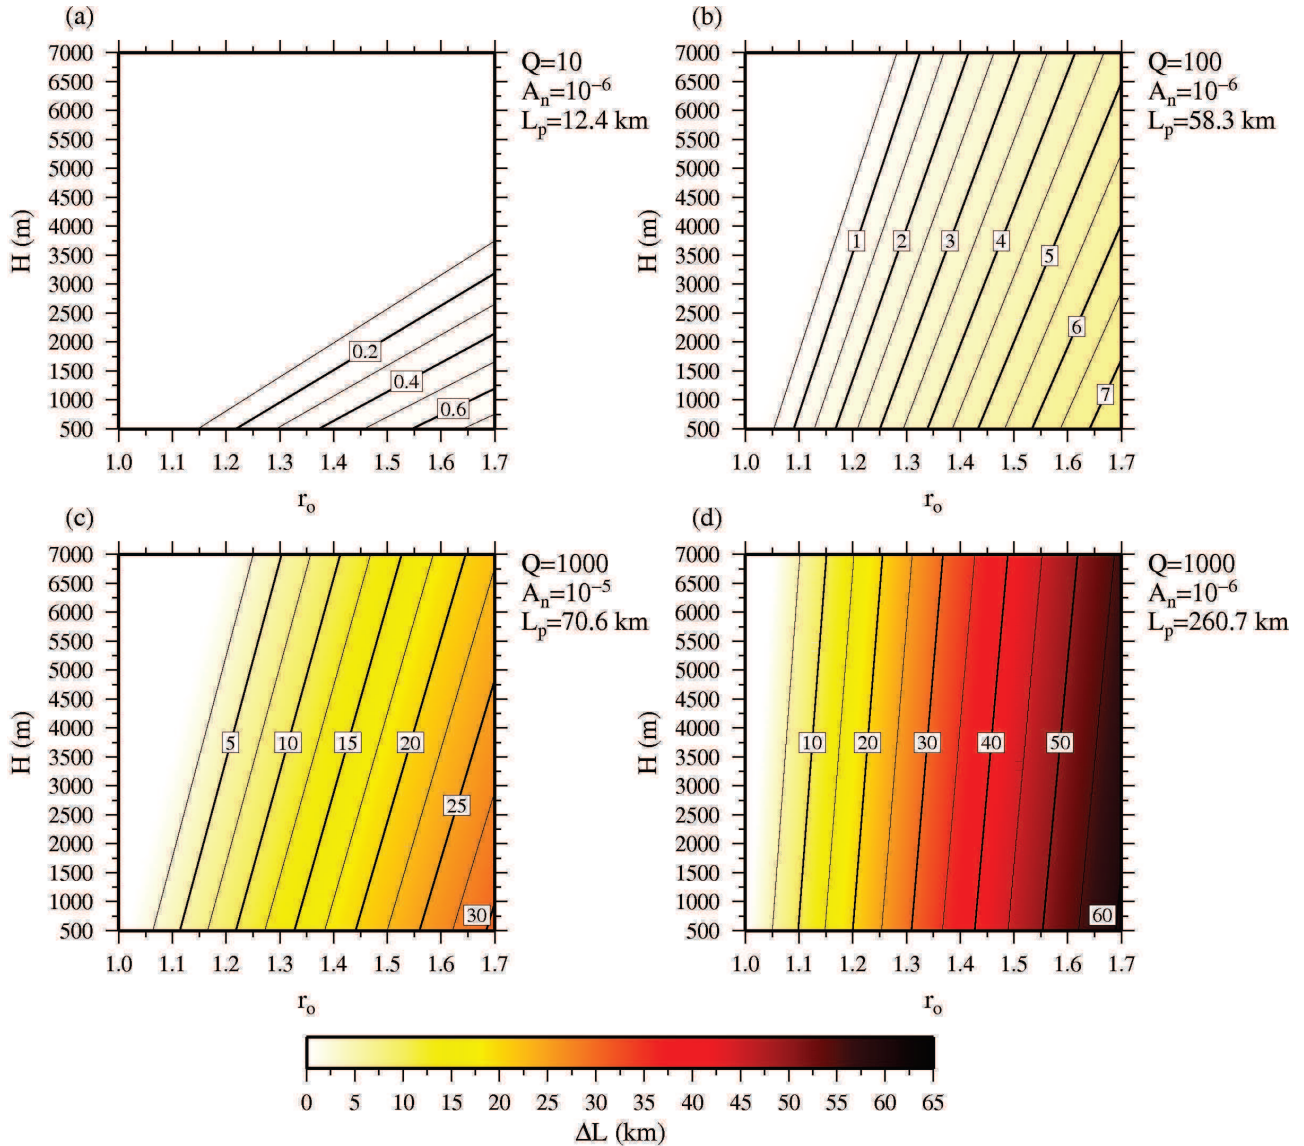 (a)
7000
6500
6000
5500
5000
4500
4000
3500
3000
2500
2000
1500
1000
500
H (m)
0.2
0.4
0.6
1.0 1.1 1.2 1.3 1.4 1.5 1.6 1.7
r_o
Q=10
A_n=10^−6
L_p=12.4 km
(b)
7000
6500
6000
5500
5000
4500
4000
3500
3000
2500
2000
1500
1000
500
H (m)
1 2 3 4 5 6 7
1.0 1.1 1.2 1.3 1.4 1.5 1.6 1.7
r_o
Q=100
A_n=10^−6
L_p=58.3 km
(c)
7000
6500
6000
5500
5000
4500
4000
3500
3000
2500
2000
1500
1000
500
H (m)
5 10 15 20 25 30
1.0 1.1 1.2 1.3 1.4 1.5 1.6 1.7
r_o
Q=1000
A_n=10^−5
L_p=70.6 km
(d)
7000
6500
6000
5500
5000
4500
4000
3500
3000
2500
2000
1500
1000
500
H (m)
10 20 30 40 50 60
1.0 1.1 1.2 1.3 1.4 1.5 1.6 1.7
r_o
Q=1000
A_n=10^−6
L_p=260.7 km
0 5 10 15 20 25 30 35 40 45 50 55 60 65
ΔL (km)